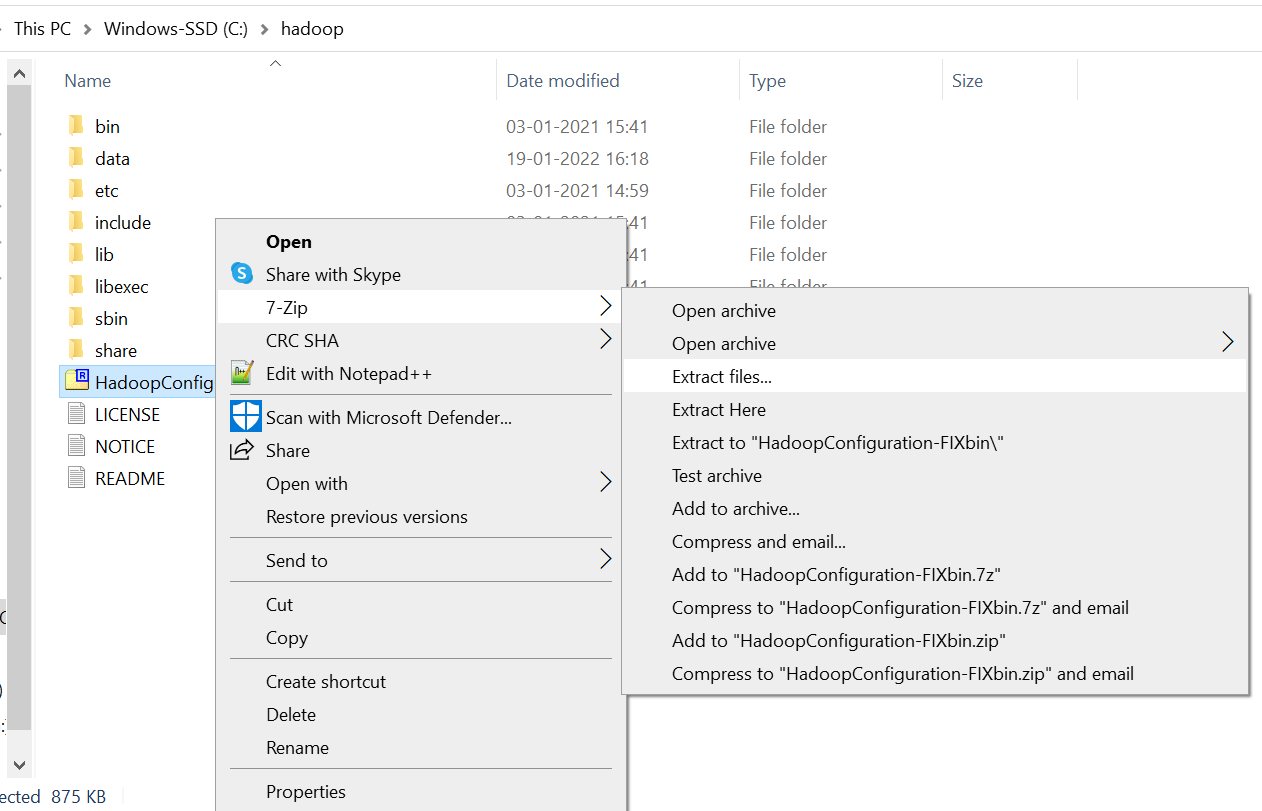 This PC > Windows-SSD (C:) > hadoop
Name Date modified Type Size
bin 03-01-2021 15:41 File folder
data 19-01-2022 16:18 File folder
etc 03-01-2021 14:59 File folder
include :41 File folder
lib :41 File folder
libexec File folder
sbin
share
HadoopConfig
LICENSE
NOTICE
README
Open
Share with Skype
7-Zip
CRC SHA
Edit with Notepad++
Scan with Microsoft Defender...
Share
Open with
Restore previous versions
Send to
Cut
Copy
Create shortcut
Delete
Rename
Properties
Open archive
Open archive
Extract files...
Extract Here
Extract to "HadoopConfiguration-FIXbin\"
Test archive
Add to archive...
Compress and email...
Add to "HadoopConfiguration-FIXbin.7z"
Compress to "HadoopConfiguration-FIXbin.7z" and email
Add to "HadoopConfiguration-FIXbin.zip"
Compress to "HadoopConfiguration-FIXbin.zip" and email
ected 875 KB